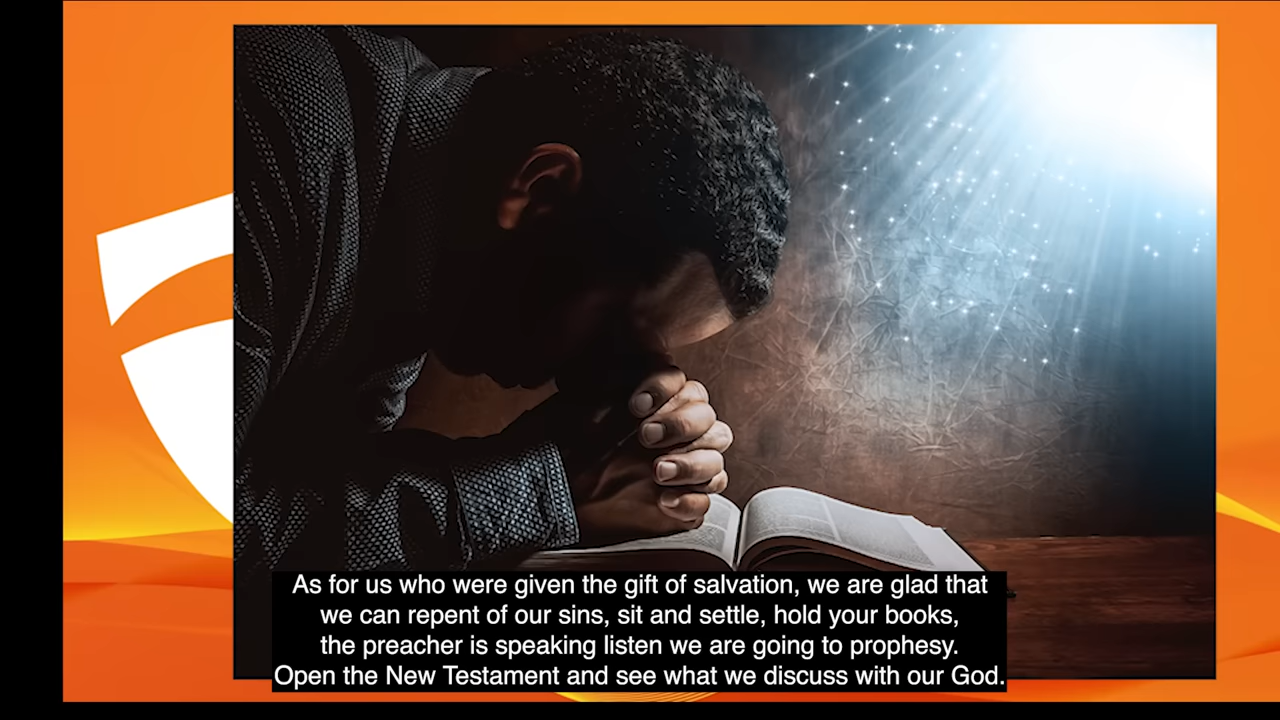 As for us who were given the gift of salvation, we are glad that
we can repent of our sins, sit and settle, hold your books,
the preacher is speaking listen we are going to prophesy.
Open the New Testament and see what we discuss with our God.